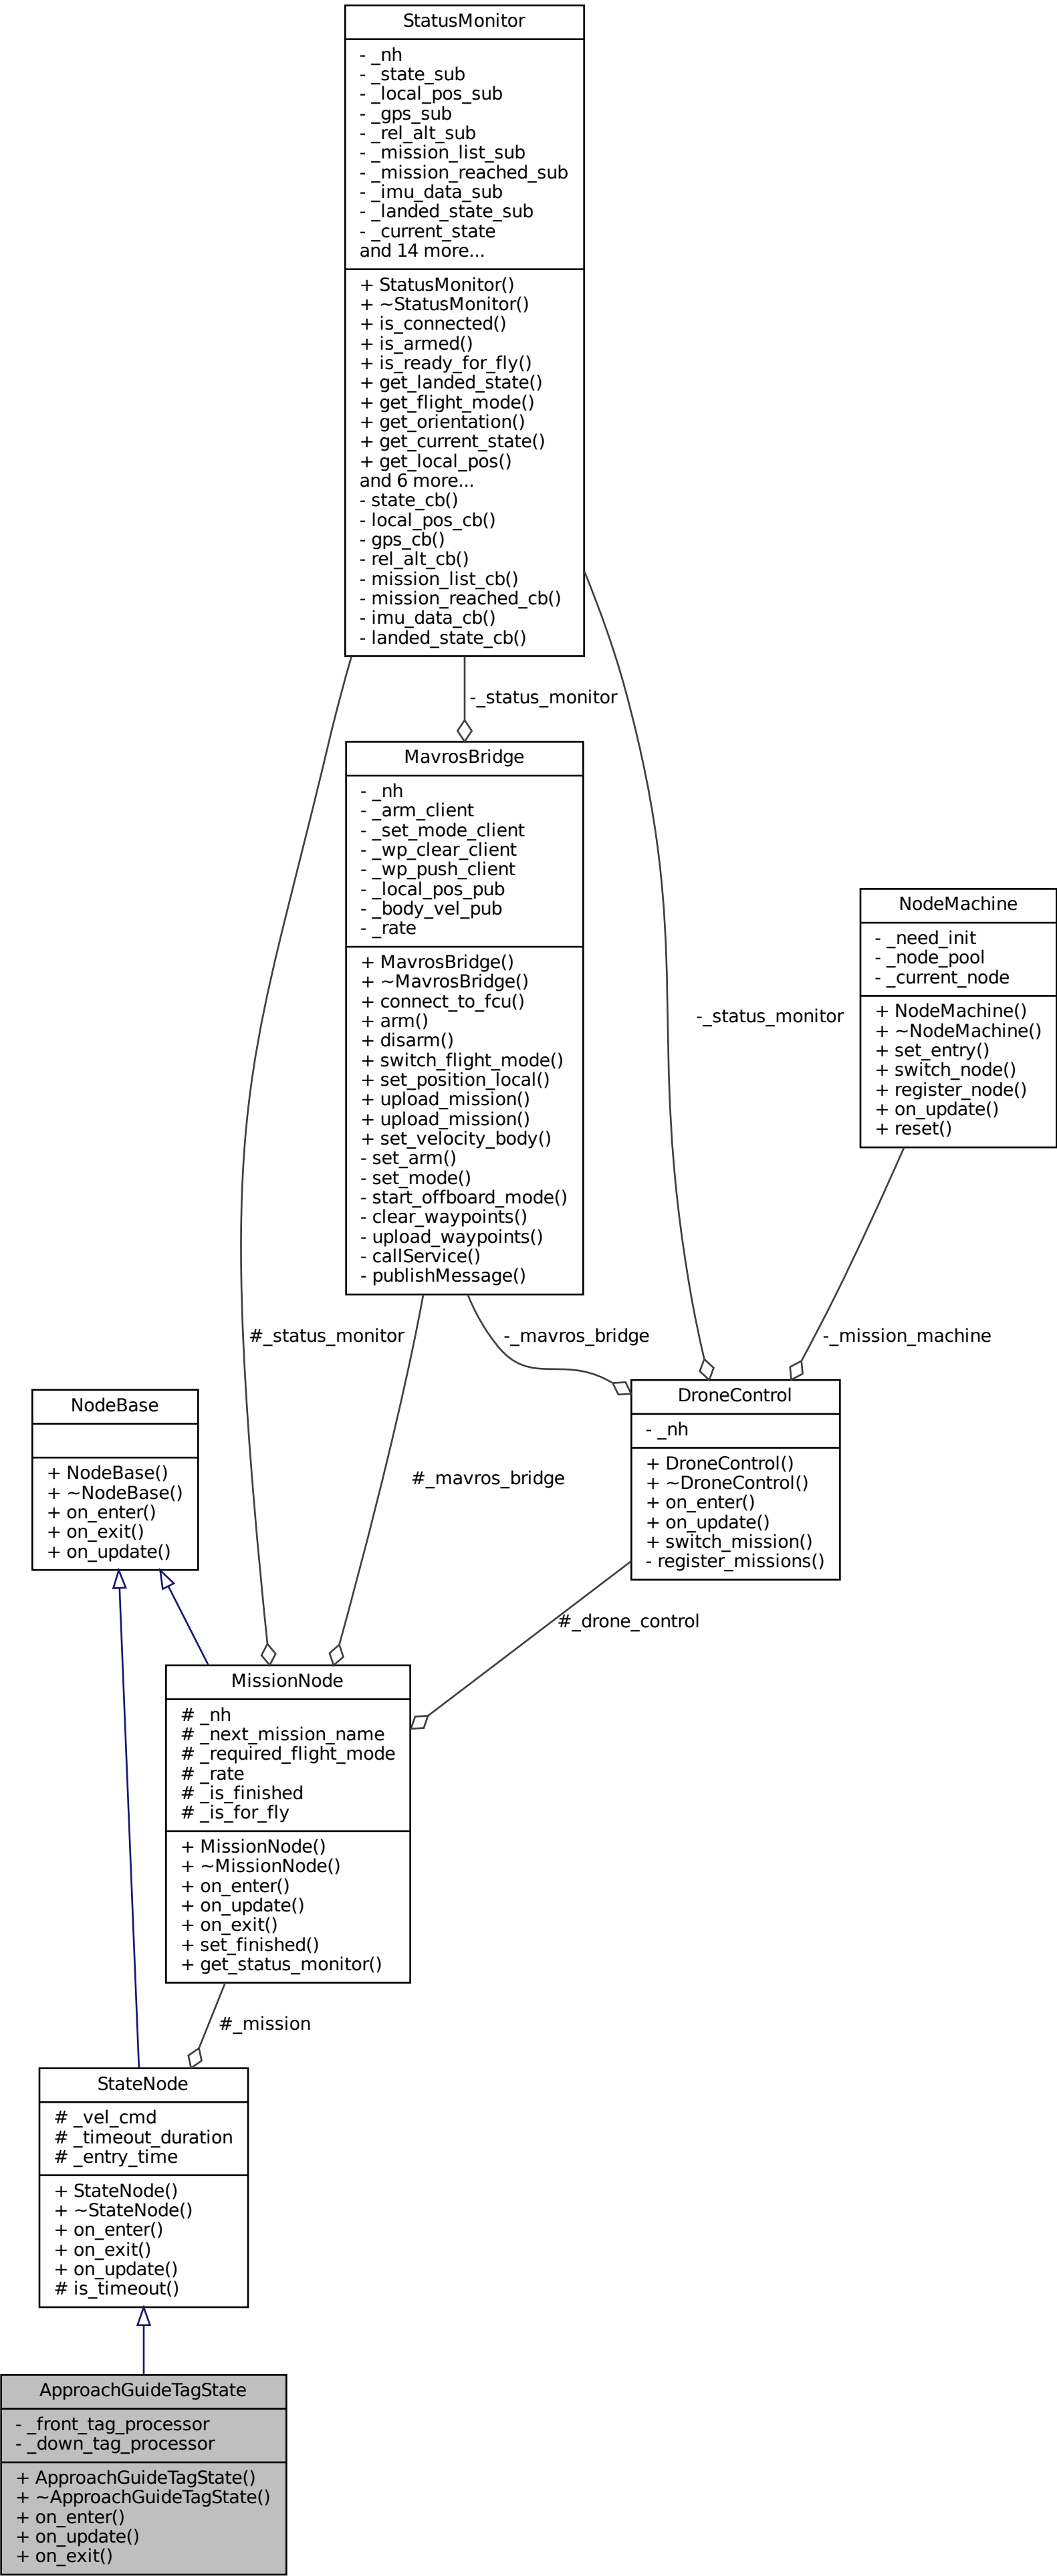 StatusMonitor
- _nh
- _state_sub
- _local_pos_sub
- _gps_sub
- _rel_alt_sub
- _mission_list_sub
- _mission_reached_sub
- _imu_data_sub
- _landed_state_sub
- _current_state
and 14 more...
+ StatusMonitor()
+ ~StatusMonitor()
+ is_connected()
+ is_armed()
+ is_ready_for_fly()
+ get_landed_state()
+ get_flight_mode()
+ get_orientation()
+ get_current_state()
+ get_local_pos()
and 6 more...
- state_cb()
- local_pos_cb()
- gps_cb()
- rel_alt_cb()
- mission_list_cb()
- mission_reached_cb()
- imu_data_cb()
- landed_state_cb()
-_status_monitor
MavrosBridge
- _nh
- _arm_client
- _set_mode_client
- _wp_clear_client
- _wp_push_client
- _local_pos_pub
- _body_vel_pub
- _rate
+ MavrosBridge()
+ ~MavrosBridge()
+ connect_to_fcu()
+ arm()
+ disarm()
+ switch_flight_mode()
+ set_position_local()
+ upload_mission()
+ upload_mission()
+ set_velocity_body()
- set_arm()
- set_mode()
- start_offboard_mode()
- clear_waypoints()
- upload_waypoints()
- callService()
- publishMessage()
-_status_monitor
NodeMachine
- _need_init
- _node_pool
- _current_node
+ NodeMachine()
+ ~NodeMachine()
+ set_entry()
+ switch_node()
+ register_node()
+ on_update()
+ reset()
#_status_monitor
-_mavros_bridge
-_mission_machine
NodeBase
+ NodeBase()
+ ~NodeBase()
+ on_enter()
+ on_exit()
+ on_update()
#_mavros_bridge
DroneControl
- _nh
+ DroneControl()
+ ~DroneControl()
+ on_enter()
+ on_update()
+ switch_mission()
- register_missions()
#_drone_control
MissionNode
# _nh
# _next_mission_name
# _required_flight_mode
# _rate
# _is_finished
# _is_for_fly
+ MissionNode()
+ ~MissionNode()
+ on_enter()
+ on_update()
+ on_exit()
+ set_finished()
+ get_status_monitor()
#_mission
StateNode
# _vel_cmd
# _timeout_duration
# _entry_time
+ StateNode()
+ ~StateNode()
+ on_enter()
+ on_exit()
+ on_update()
# is_timeout()
ApproachGuideTagState
- _front_tag_processor
- _down_tag_processor
+ ApproachGuideTagState()
+ ~ApproachGuideTagState()
+ on_enter()
+ on_update()
+ on_exit()